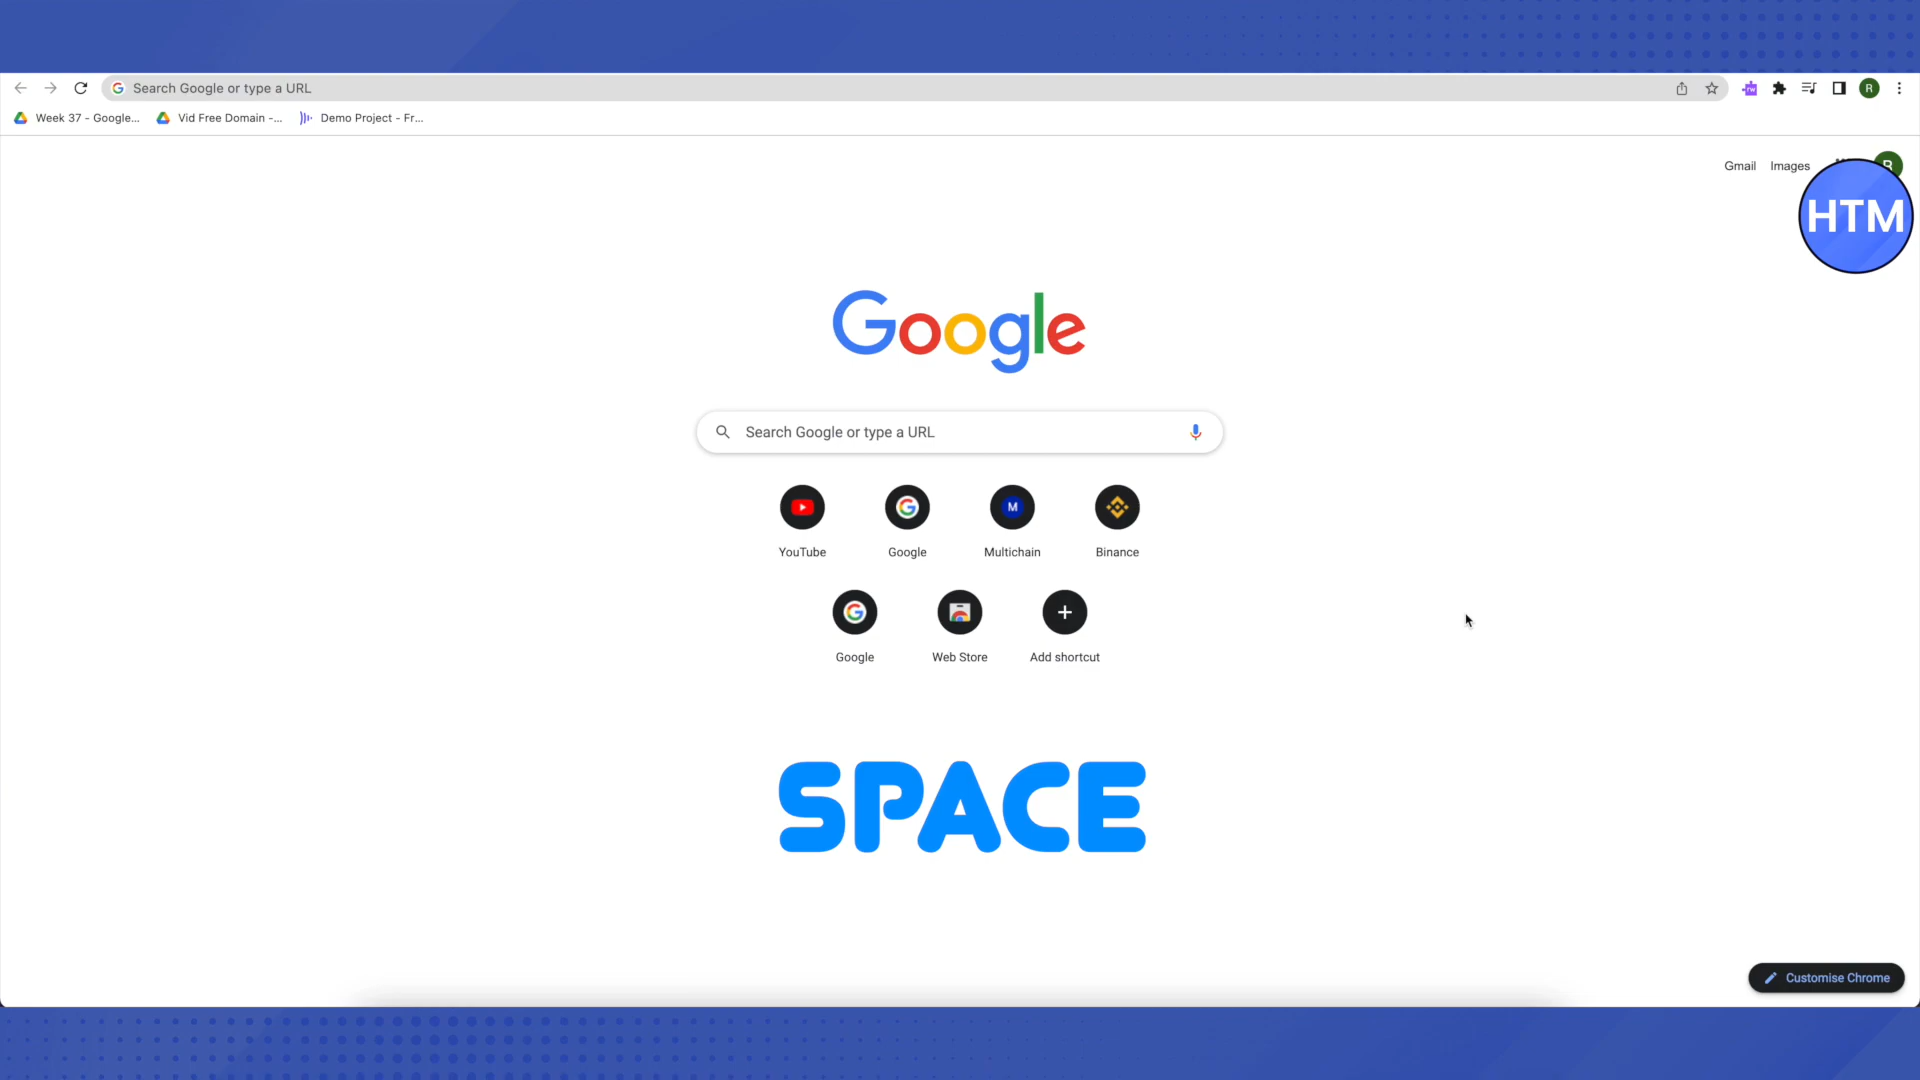 Search Google or type a URL
rw
R
Week 37 - Google...
Vid Free Domain -...
Demo Project - Fr...
Gmail
Images
R
HTM
Google
Search Google or type a URL
M
YouTube
Google
Multichain
Binance
Google
Web Store
Add shortcut
SPACE
Customise Chrome